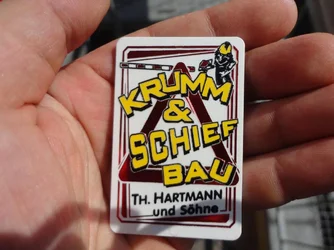 KRUMM
&
SCHIEF
BAU
TH. HARTMANN
und Söhne